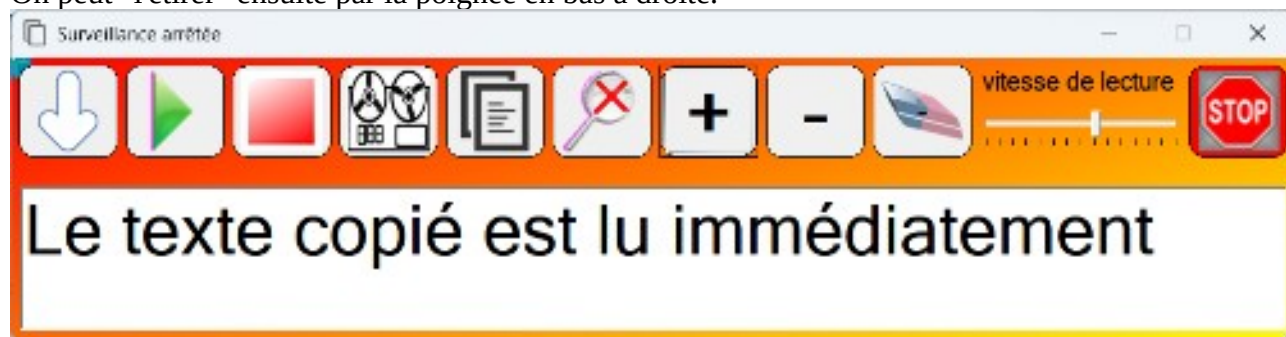 On peut "l'étirer" ensuite par la poignée en bas à droite.
Surveillance arrêtée
vitesse de lecture
+ - STOP
Le texte copié est lu immédiatement